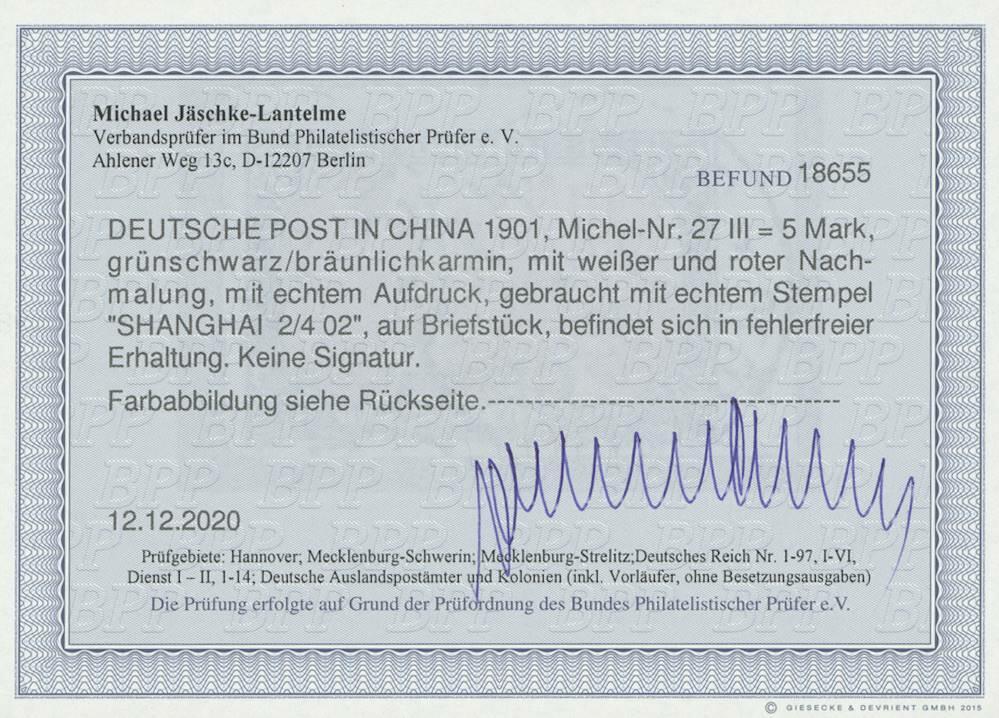 Michael Jäschke-Lantelme
Verbandsprüfer im Bund Philatelistischer Prüfer e. V.
Ahlener Weg 13c, D-12207 Berlin
BEFUND 18655
DEUTSCHE POST IN CHINA 1901, Michel-Nr. 27 III = 5 Mark,
grünschwarz/bräunlichkarmin, mit weißer und roter Nach-
malung, mit echtem Aufdruck, gebraucht mit echtem Stempel
"SHANGHAI 2/4 02", auf Briefstück, befindet sich in fehlerfreier
Erhaltung. Keine Signatur.
Farbabbildung siehe Rückseite.--------------------------------------------
12.12.2020
Prüfgebiete: Hannover; Mecklenburg-Schwerin; Mecklenburg-Strelitz;Deutsches Reich Nr. 1-97, I-VI,
Dienst I – II, 1-14; Deutsche Auslandspostämter und Kolonien (inkl. Vorläufer, ohne Besetzungsausgaben)
Die Prüfung erfolgte auf Grund der Prüfordnung des Bundes Philatelistischer Prüfer e.V.
© GIESECKE & DEVRIENT GMBH 2015